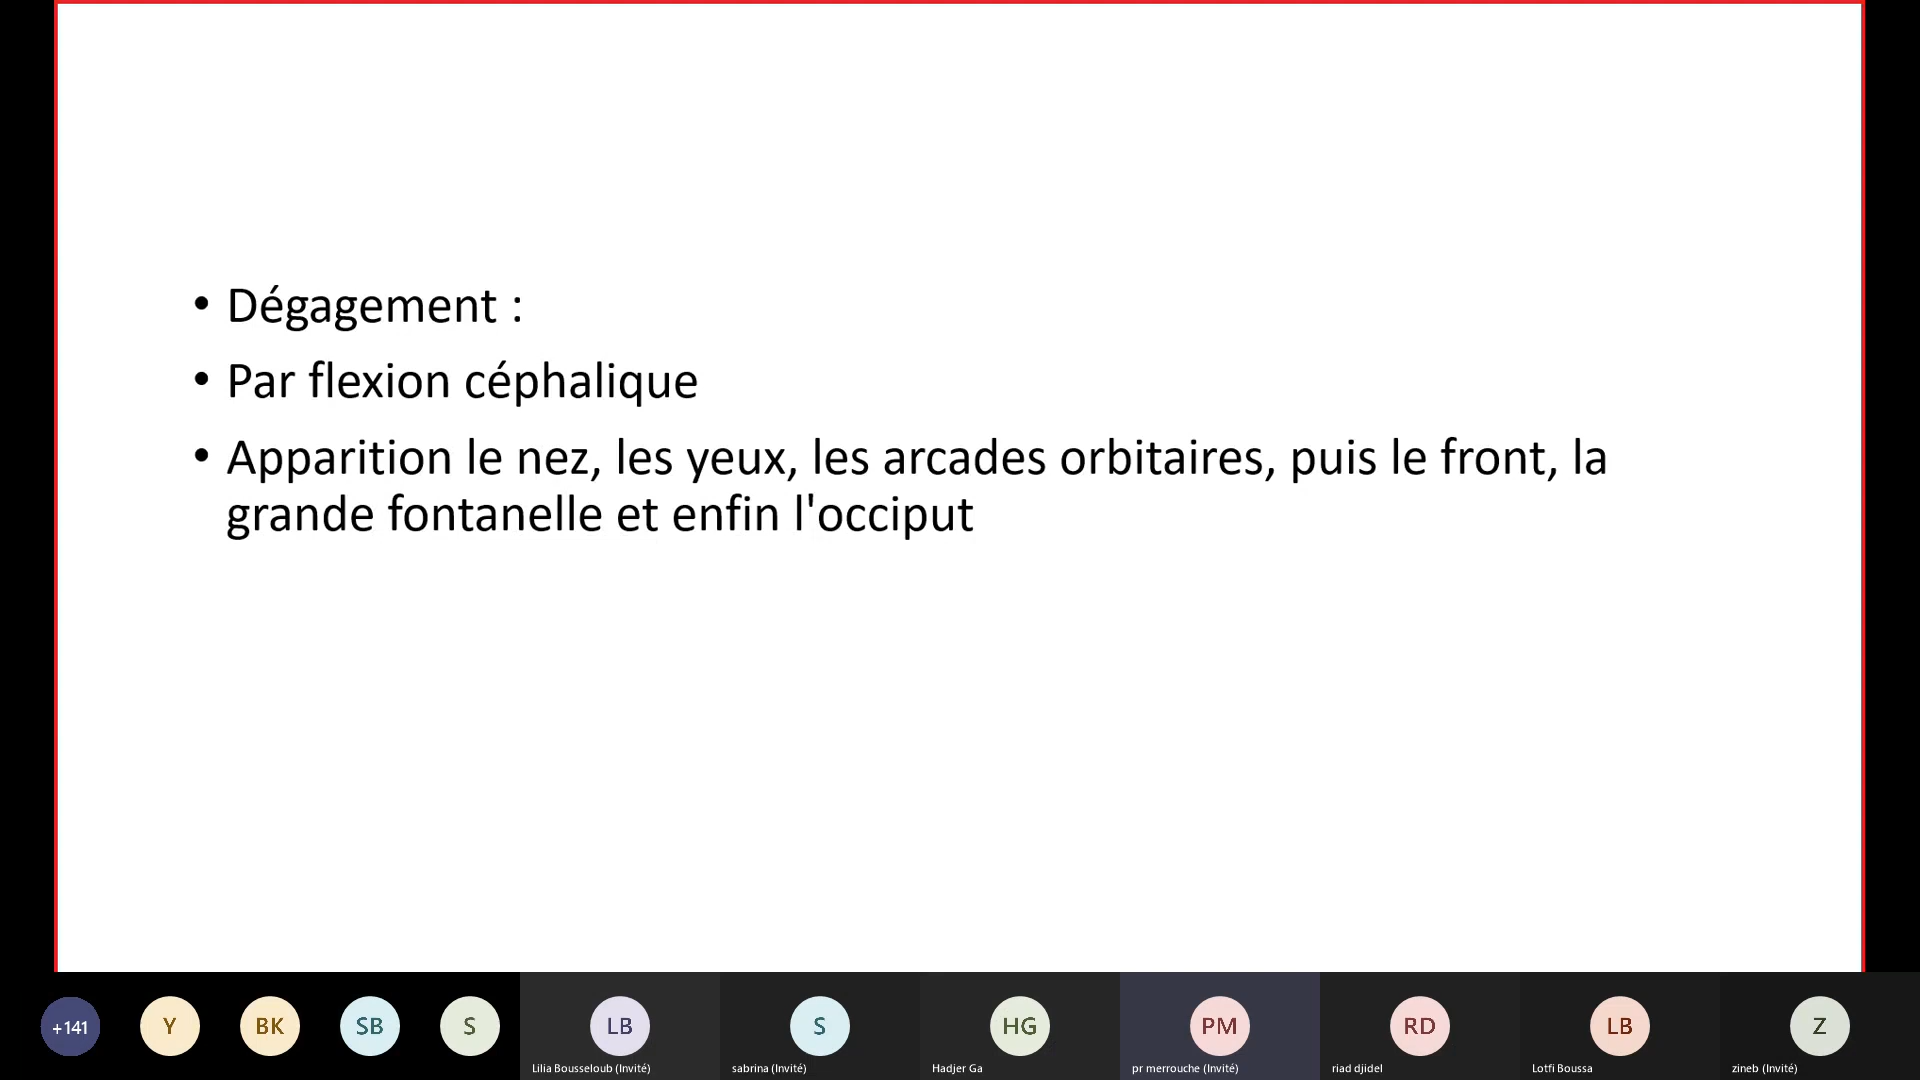 • Dégagement :
• Par flexion céphalique
• Apparition le nez, les yeux, les arcades orbitaires, puis le front, la
grande fontanelle et enfin l'occiput
+141
Y
BK
SB
S
LB
S
HG
PM
RD
LB
Z
Lilia Bousseloub (Invité)
sabrina (Invité)
Hadjer Ga
pr merrouche (Invité)
riad djidel
Lotfi Boussa
zineb (Invité)